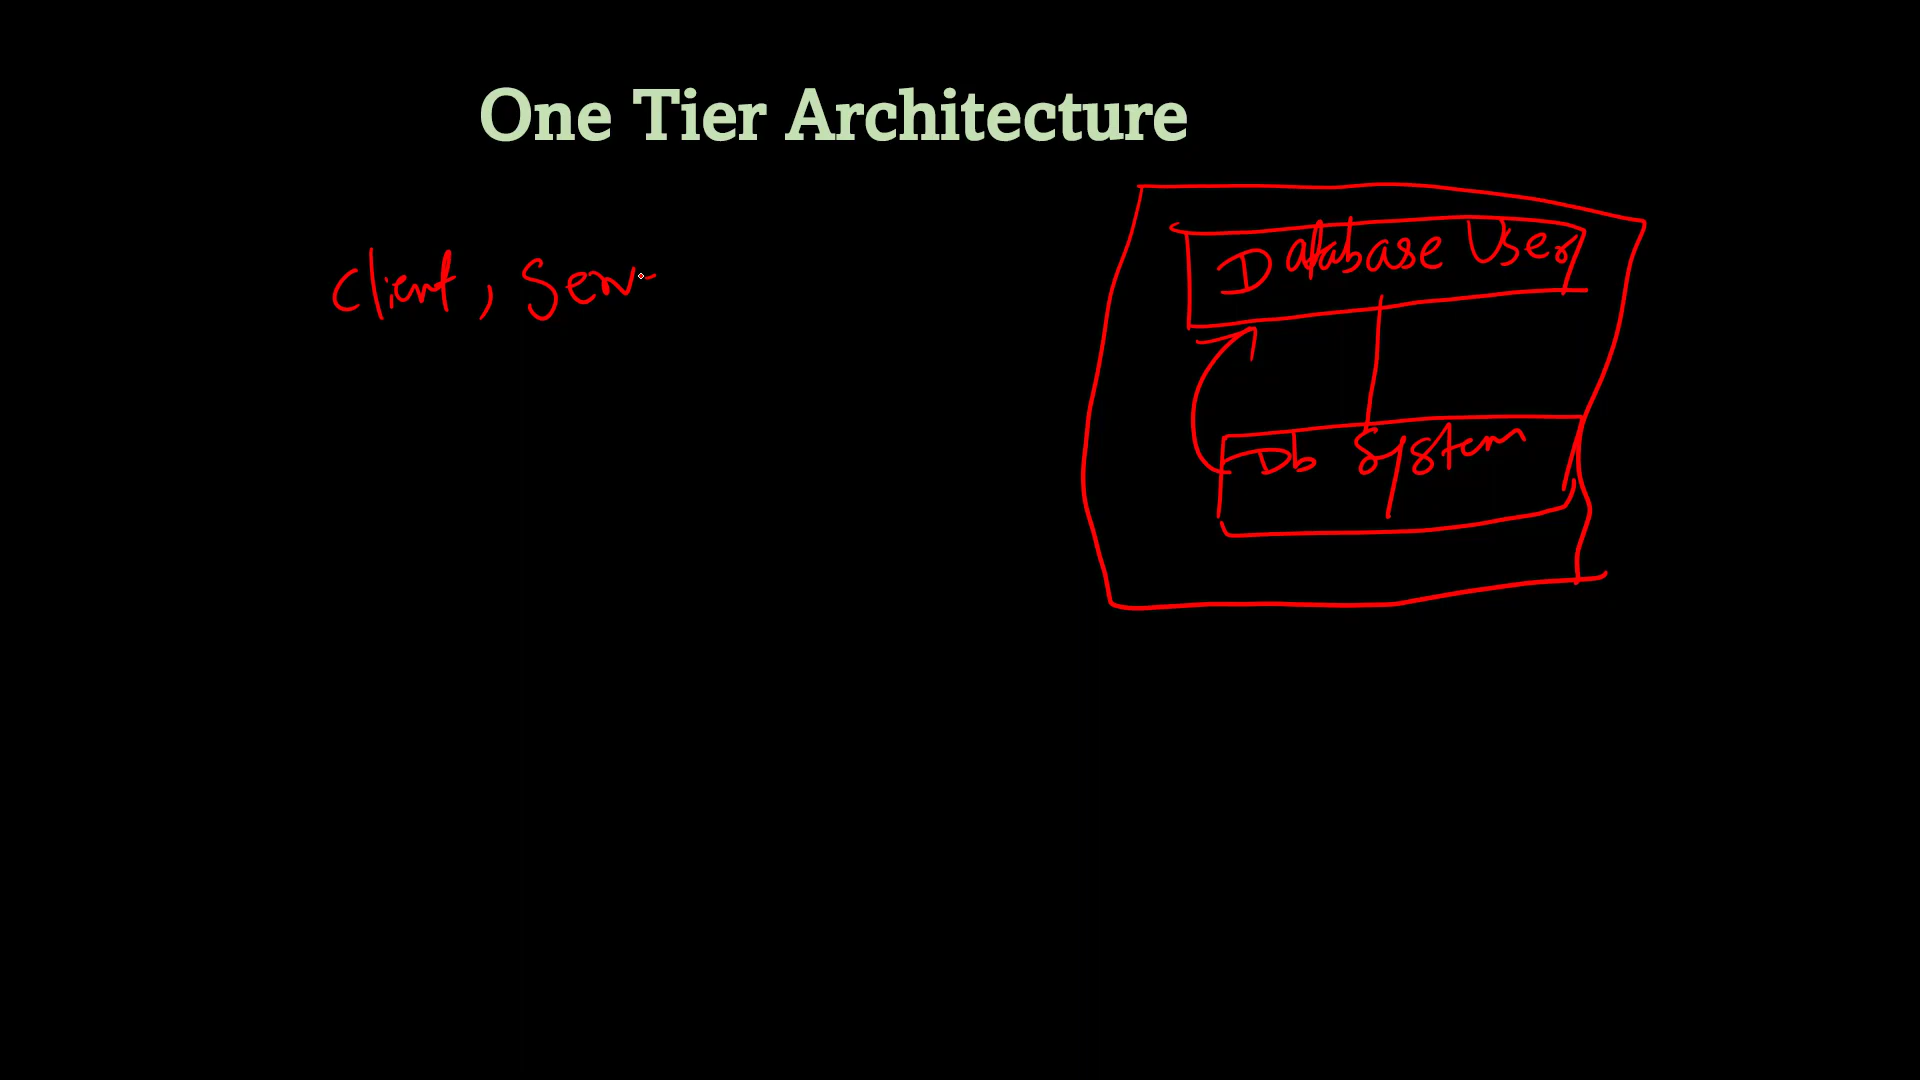 One Tier Architecture
Client, Serv
Database User
Db System